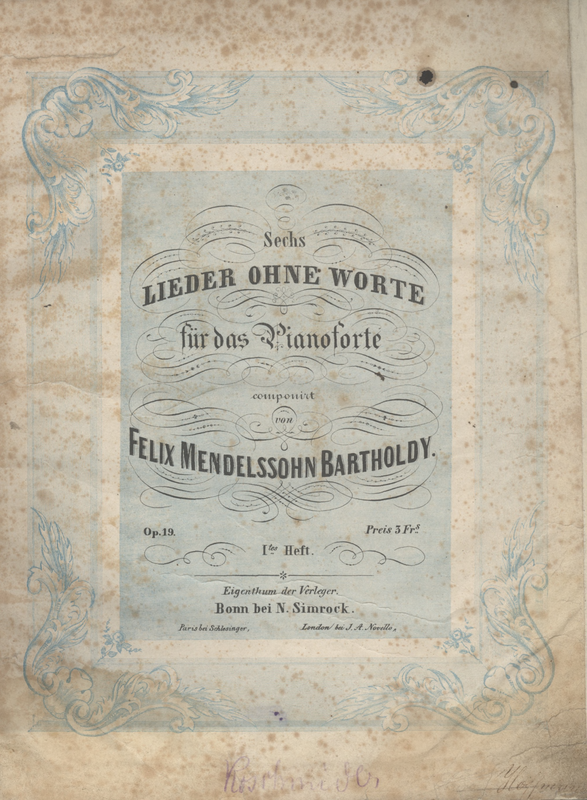 Sechs
LIEDER OHNE WORTE
für das Pianoforte
componirt
von
FELIX MENDELSSOHN BARTHOLDY.
Op.19. Preis 3 Frs
Ites Heft.
Eigenthum der Verleger.
Bonn bei N. Simrock.
Paris bei Schlesinger, London bei J. A. Novello,